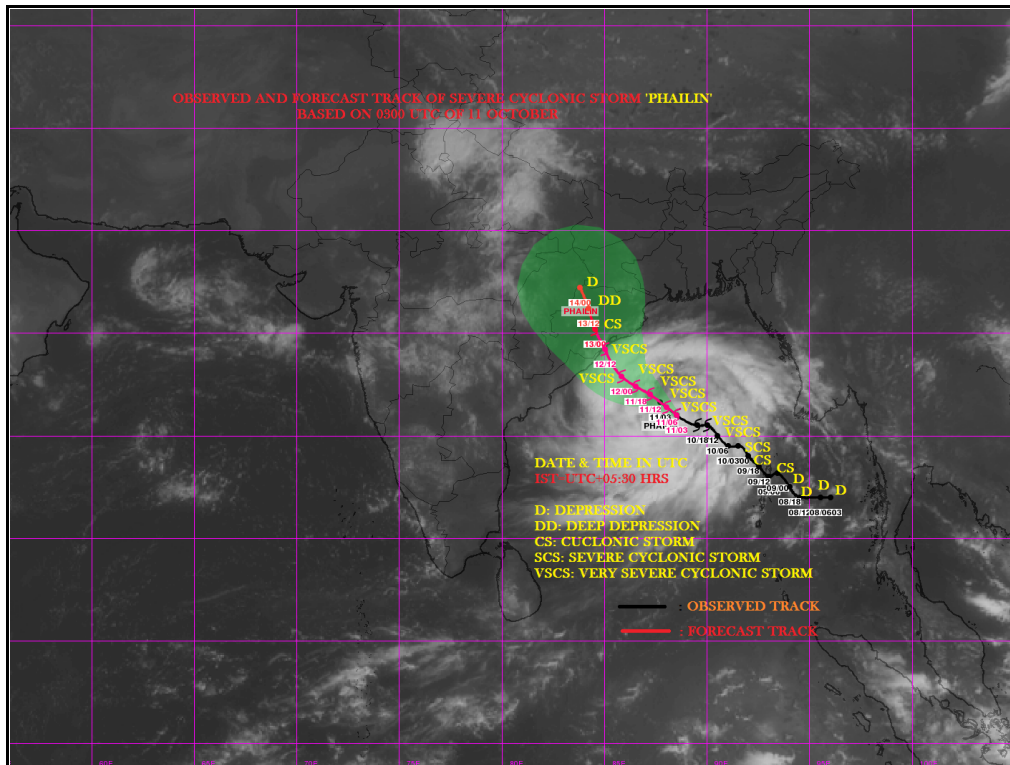 OBSERVED AND FORECAST TRACK OF SEVERE CYCLONIC STORM 'PHAILIN'
BASED ON 0300 UTC OF 11 OCTOBER
D
14/00
DD
PHAILIN
13/12
CS
13/00
VSCS
12/12
VSCS
VSCS
12/00
VSCS
11/18
VSCS
11/12
VSCS
11/03
11/06
11/03
VSCS
10/18
12
VSCS
10/06
SCS
10/03
00
CS
09/18
CS
09/12
09/00
D
08/18
D
D
D
08/12
08/06
03
DATE & TIME IN UTC
IST -UTC+05:30 HRS
D: DEPRESSION
DD: DEEP DEPRESSION
CS: CUCLONIC STORM
SCS: SEVERE CYCLONIC STORM
VSCS: VERY SEVERE CYCLONIC STORM
: OBSERVED TRACK
: FORECAST TRACK